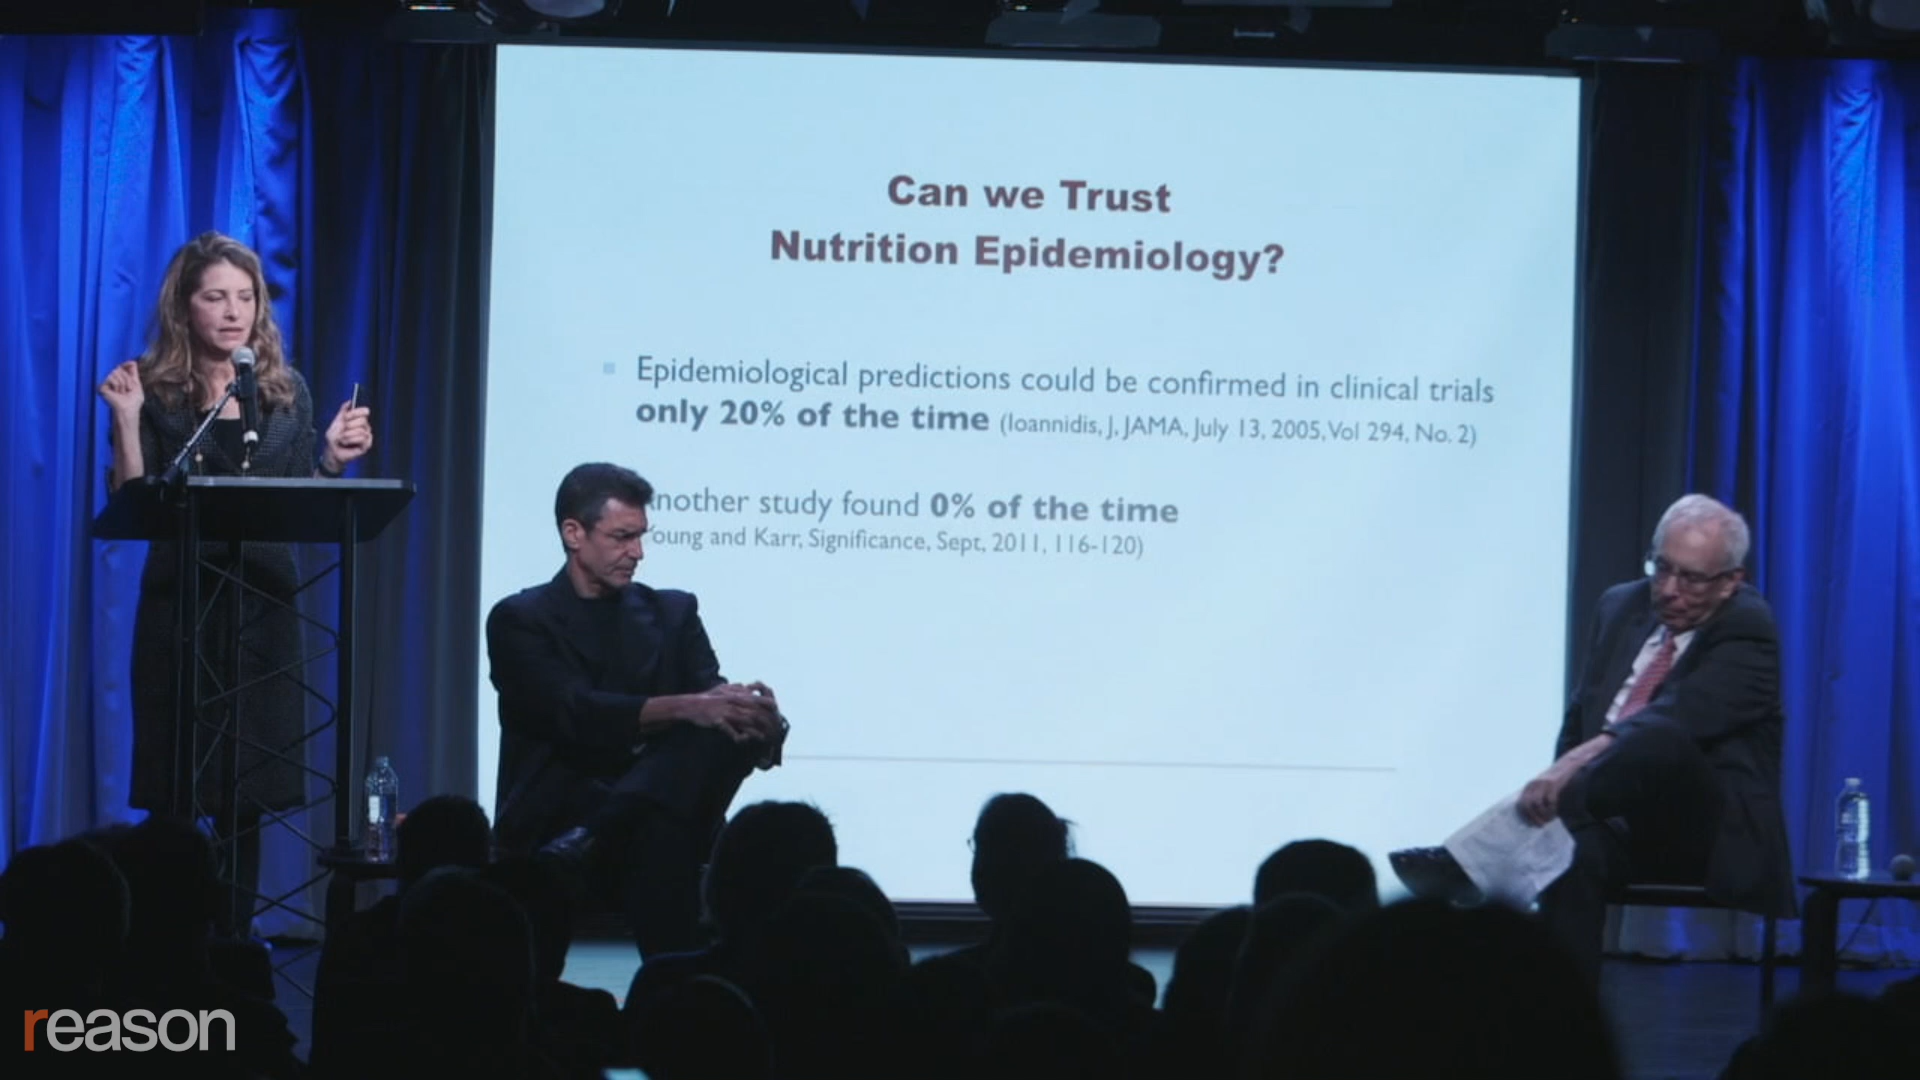 Can we Trust
Nutrition Epidemiology?
Epidemiological predictions could be confirmed in clinical trials
only 20% of the time (Ioannidis, J, JAMA, July 13, 2005, Vol 294, No. 2)
nother study found 0% of the time
oung and Karr, Significance, Sept, 2011, 116-120)
reason